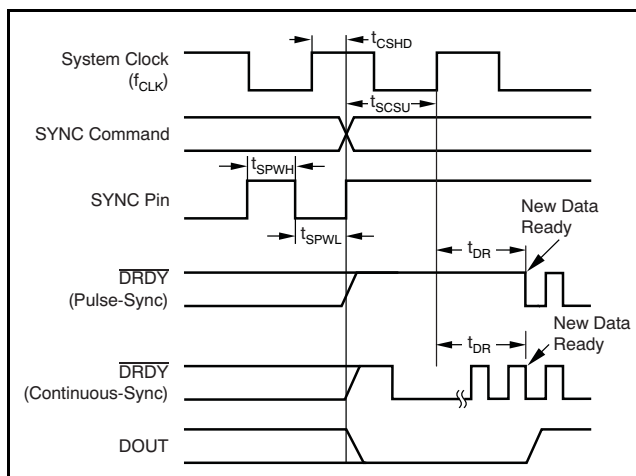 System Clock
(fCLK)
tCSHD
tSCSU
SYNC Command
tSPWH
SYNC Pin
tSPWL
New Data
Ready
tDR
DRDY
(Pulse-Sync)
New Data
Ready
tDR
DRDY
(Continuous-Sync)
DOUT